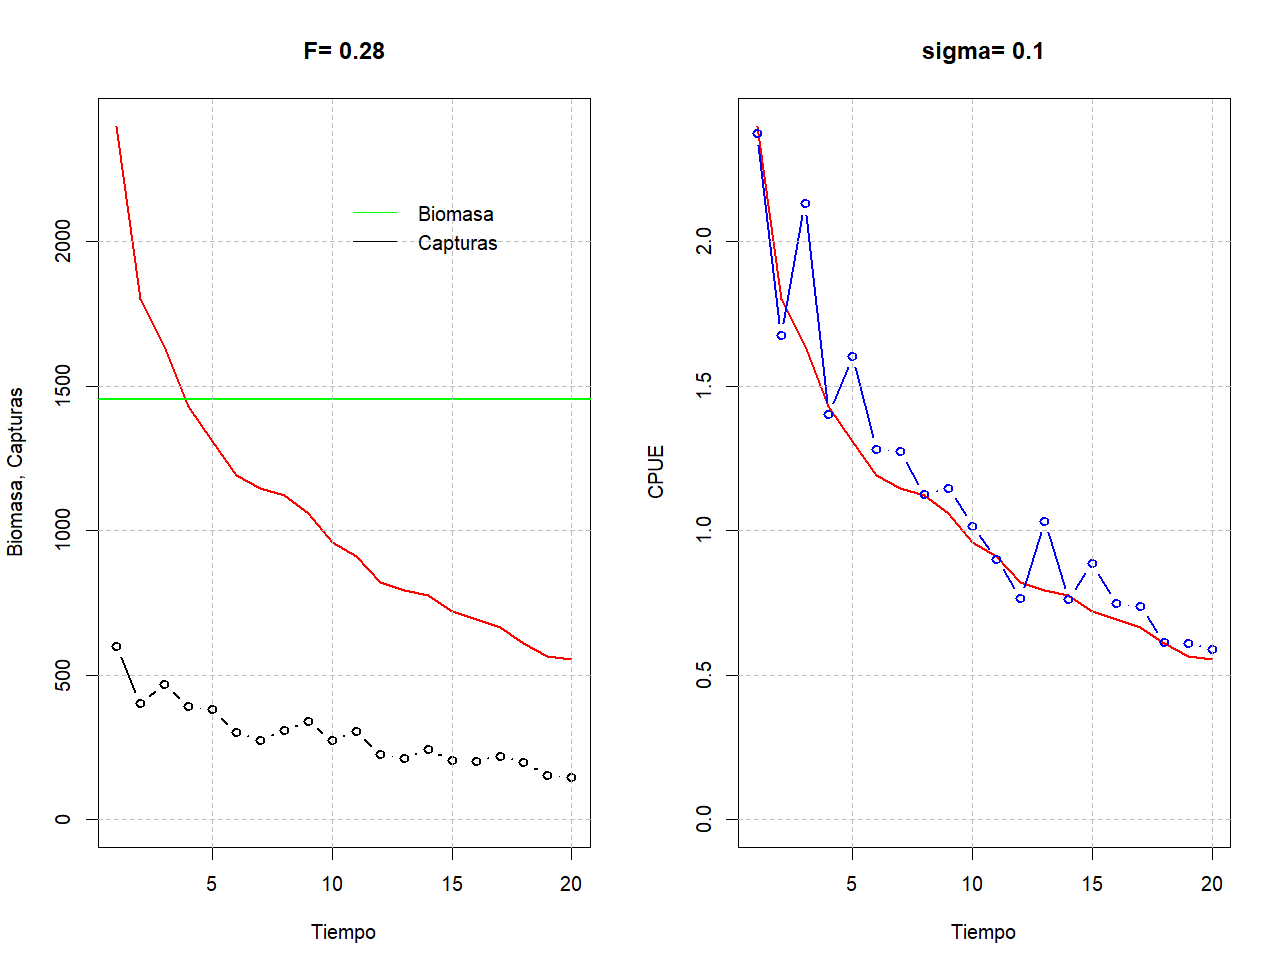 F= 0.28
Biomasa, Capturas
2000
1500
1000
500
0
Biomasa
Capturas
5 10 15 20
Tiempo
sigma= 0.1
CPUE
2.0
1.5
1.0
0.5
0.0
5 10 15 20
Tiempo